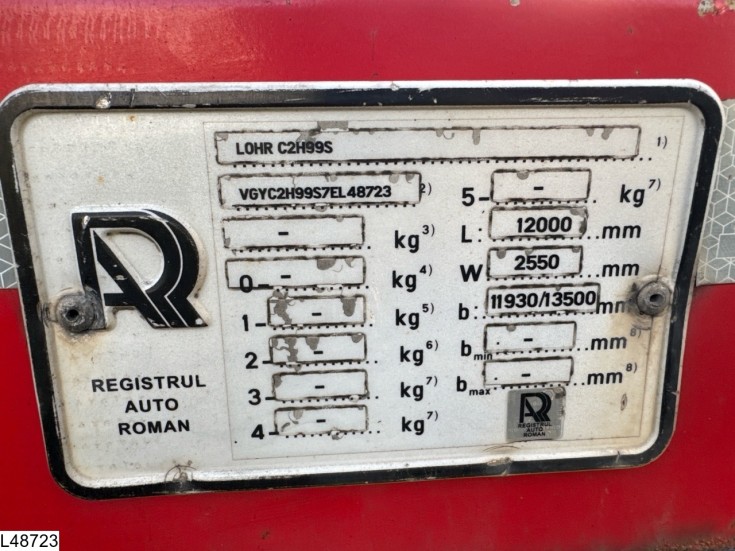 LOHR C2H99S 1)
VGYC2H99S7EL48723 2)
- kg 3)
0- - kg 4)
1- - kg 5)
2- - kg 6)
3- - kg 7)
4- - kg 7)
5- - kg 7)
L: 12000 mm
W 2550 mm
b: 11930/13500 mm
b min - mm 8)
b max - mm 8)
AR
REGISTRUL
AUTO
ROMAN
AR
REGISTRUL
AUTO
ROMAN
L48723